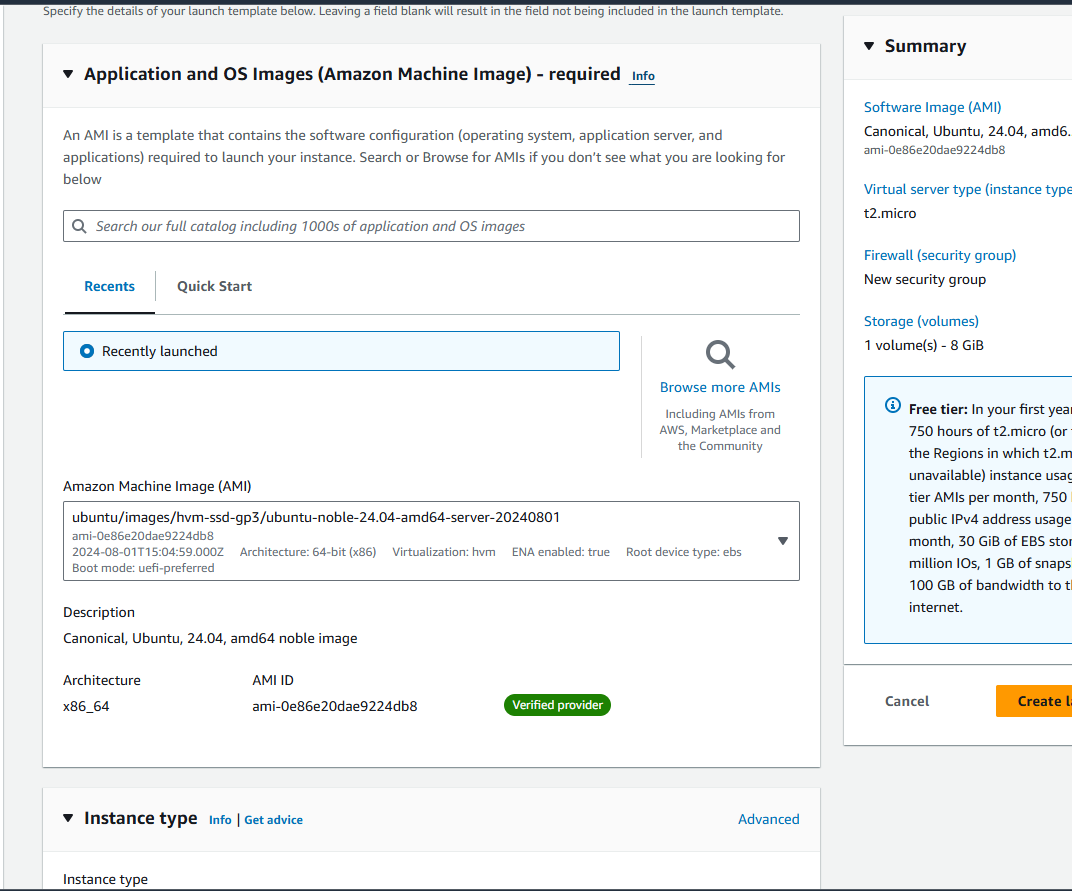 Specify the details of your launch template below. Leaving a field blank will result in the field not being included in the launch template.
Application and OS Images (Amazon Machine Image) - required Info
An AMI is a template that contains the software configuration (operating system, application server, and
applications) required to launch your instance. Search or Browse for AMIs if you don’t see what you are looking for
below
Search our full catalog including 1000s of application and OS images
Recents
Quick Start
Recently launched
Browse more AMIs
Including AMIs from
AWS, Marketplace and
the Community
Amazon Machine Image (AMI)
ubuntu/images/hvm-ssd-gp3/ubuntu-noble-24.04-amd64-server-20240801
ami-0e86e20dae9224db8
2024-08-01T15:04:59.000Z Architecture: 64-bit (x86) Virtualization: hvm ENA enabled: true Root device type: ebs
Boot mode: uefi-preferred
Description
Canonical, Ubuntu, 24.04, amd64 noble image
Architecture AMI ID
x86_64 ami-0e86e20dae9224db8 Verified provider
Instance type Info | Get advice Advanced
Instance type
Summary
Software Image (AMI)
Canonical, Ubuntu, 24.04, amd6.
ami-0e86e20dae9224db8
Virtual server type (instance type
t2.micro
Firewall (security group)
New security group
Storage (volumes)
1 volume(s) - 8 GiB
Free tier: In your first year
750 hours of t2.micro (or
the Regions in which t2.m
unavailable) instance usag
tier AMIs per month, 750
public IPv4 address usage
month, 30 GiB of EBS stor
million IOs, 1 GB of snaps
100 GB of bandwidth to th
internet.
Cancel
Create la